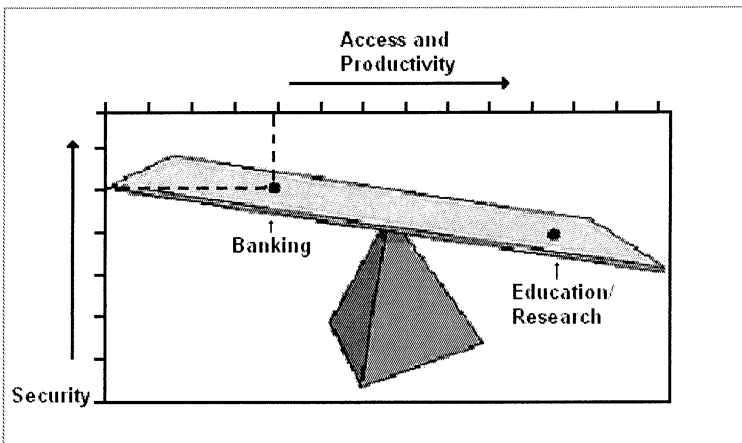 Access and
Productivity
Banking
Education/
Research
Security